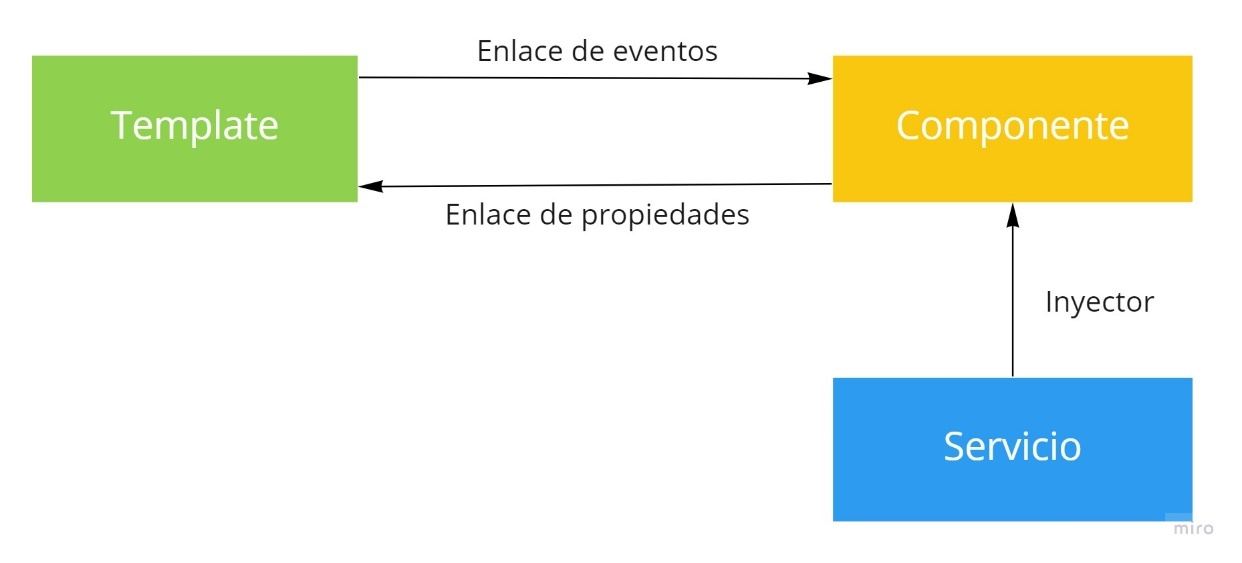 Enlace de eventos
Template
Componente
Enlace de propiedades
Inyector
Servicio
miro